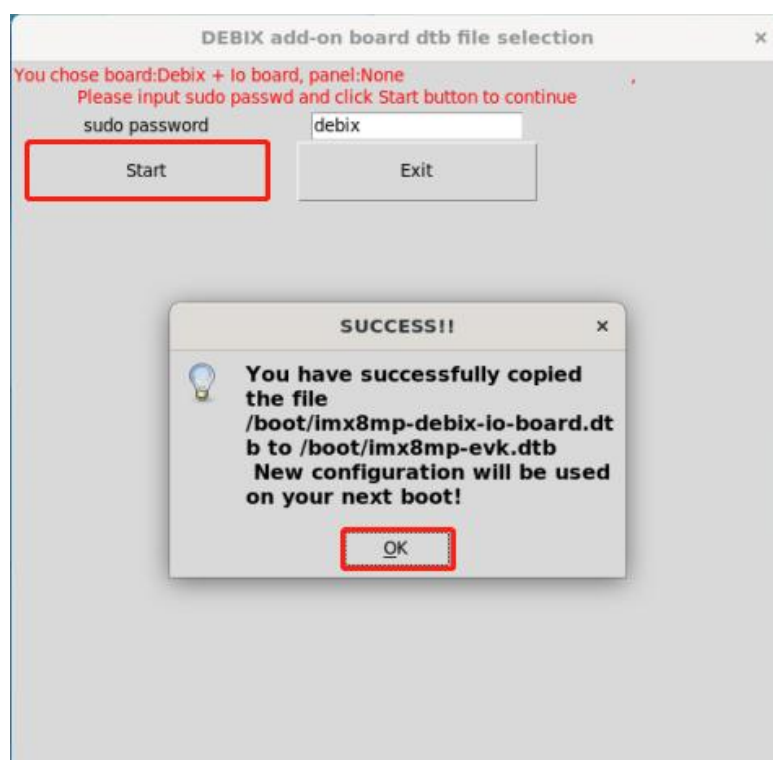 DEBIX add-on board dtb file selection ×
You chose board:Debix + Io board, panel:None ,
Please input sudo passwd and click Start button to continue
sudo password debix
Start Exit
SUCCESS!! ×
You have successfully copied
the file
/boot/imx8mp-debix-io-board.dt
b to /boot/imx8mp-evk.dtb
New configuration will be used
on your next boot!
OK